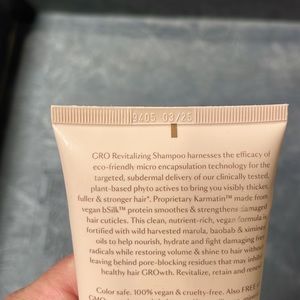 9405 03/25
GRO Revitalizing Shampoo harnesses the efficacy of
eco-friendly micro encapsulation technology for the
targeted, subdermal delivery of our clinically tested,
plant-based phyto actives to bring you visibly thicker,
fuller & stronger hair*. Proprietary Karmatin™ made from
vegan bSilk™ protein smoothes & strengthens damaged
hair cuticles. This clean, nutrient-rich, vegan formula is
fortified with wild harvested marula, baobab & ximenia
oils to help nourish, hydrate and fight damaging free
radicals while restoring volume & shine to hair without
leaving behind pore-blocking residues that may inhibit
healthy hair GROwth. Revitalize, retain and renew
Color safe. 100% vegan & cruelty-free. Also FREE